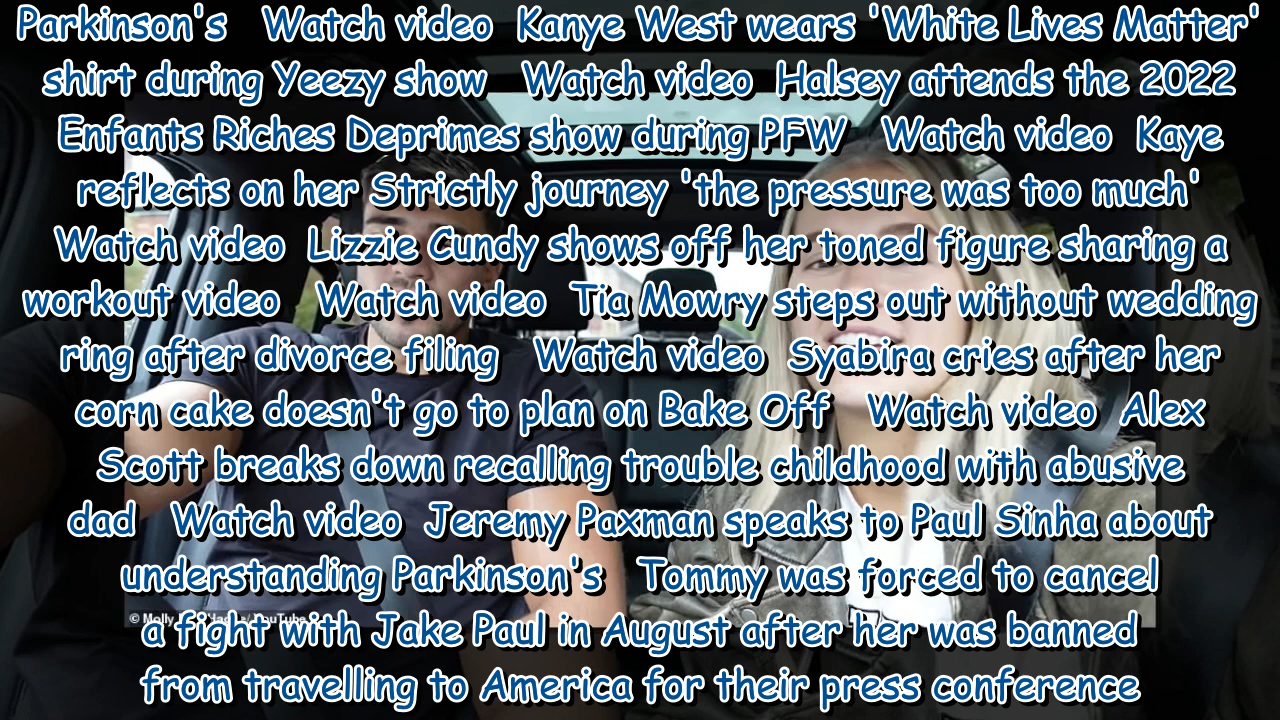 Parkinson's Watch video Kanye West wears 'White Lives Matter'
shirt during Yeezy show Watch video Halsey attends the 2022
Enfants Riches Deprimes show during PFW Watch video Kaye
reflects on her Strictly journey 'the pressure was too much'
Watch video Lizzie Cundy shows off her toned figure sharing a
workout video Watch video Tia Mowry steps out without wedding
ring after divorce filing Watch video Syabira cries after her
corn cake doesn't go to plan on Bake Off Watch video Alex
Scott breaks down recalling trouble childhood with abusive
dad Watch video Jeremy Paxman speaks to Paul Sinha about
understanding Parkinson's Tommy was forced to cancel
© Molly YouTube
a fight with Jake Paul in August after her was banned
from travelling to America for their press conference